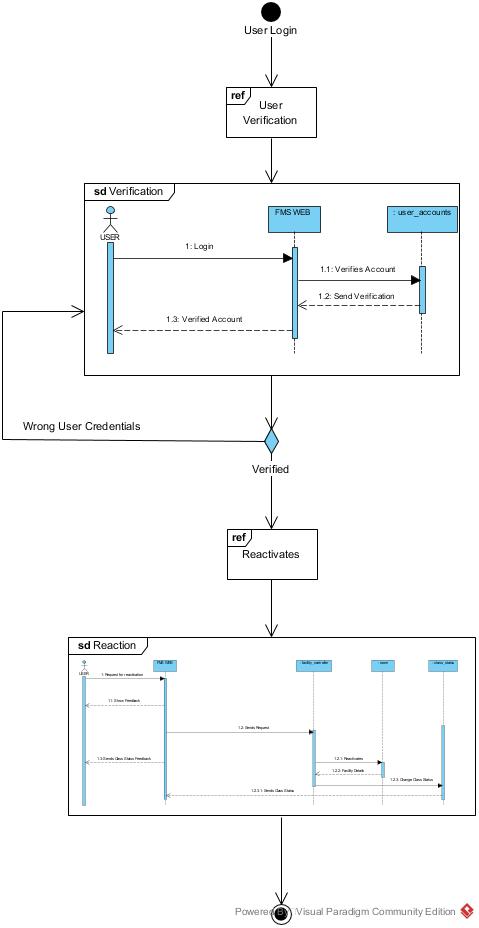 User Login
ref
User
Verification
sd Verification
FMS WEB
: user_accounts
USER
1: Login
1.1: Verifies Account
1.2: Send Verification
1.3: Verified Account
Wrong User Credentials
Verified
ref
Reactivates
sd Reaction
FMS WEB
USER
1: Request for reactivation
1.1: Show Feedback
1.2: Sends Request
1.3: Sends Class Status Feedback
1.2.1: Reactivates
1.2.2: Facility Details
1.2.3: Change Class Status
1.2.3.1: Sends Class Status
Powered By Visual Paradigm Community Edition